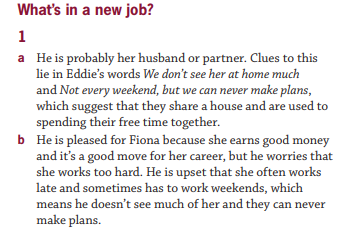 What's in a new job?
1
a He is probably her husband or partner. Clues to this
lie in Eddie's words We don't see her at home much
and Not every weekend, but we can never make plans,
which suggest that they share a house and are used to
spending their free time together.
b He is pleased for Fiona because she earns good money
and it's a good move for her career, but he worries that
she works too hard. He is upset that she often works
late and sometimes has to work weekends, which
means he doesn't see much of her and they can never
make plans.